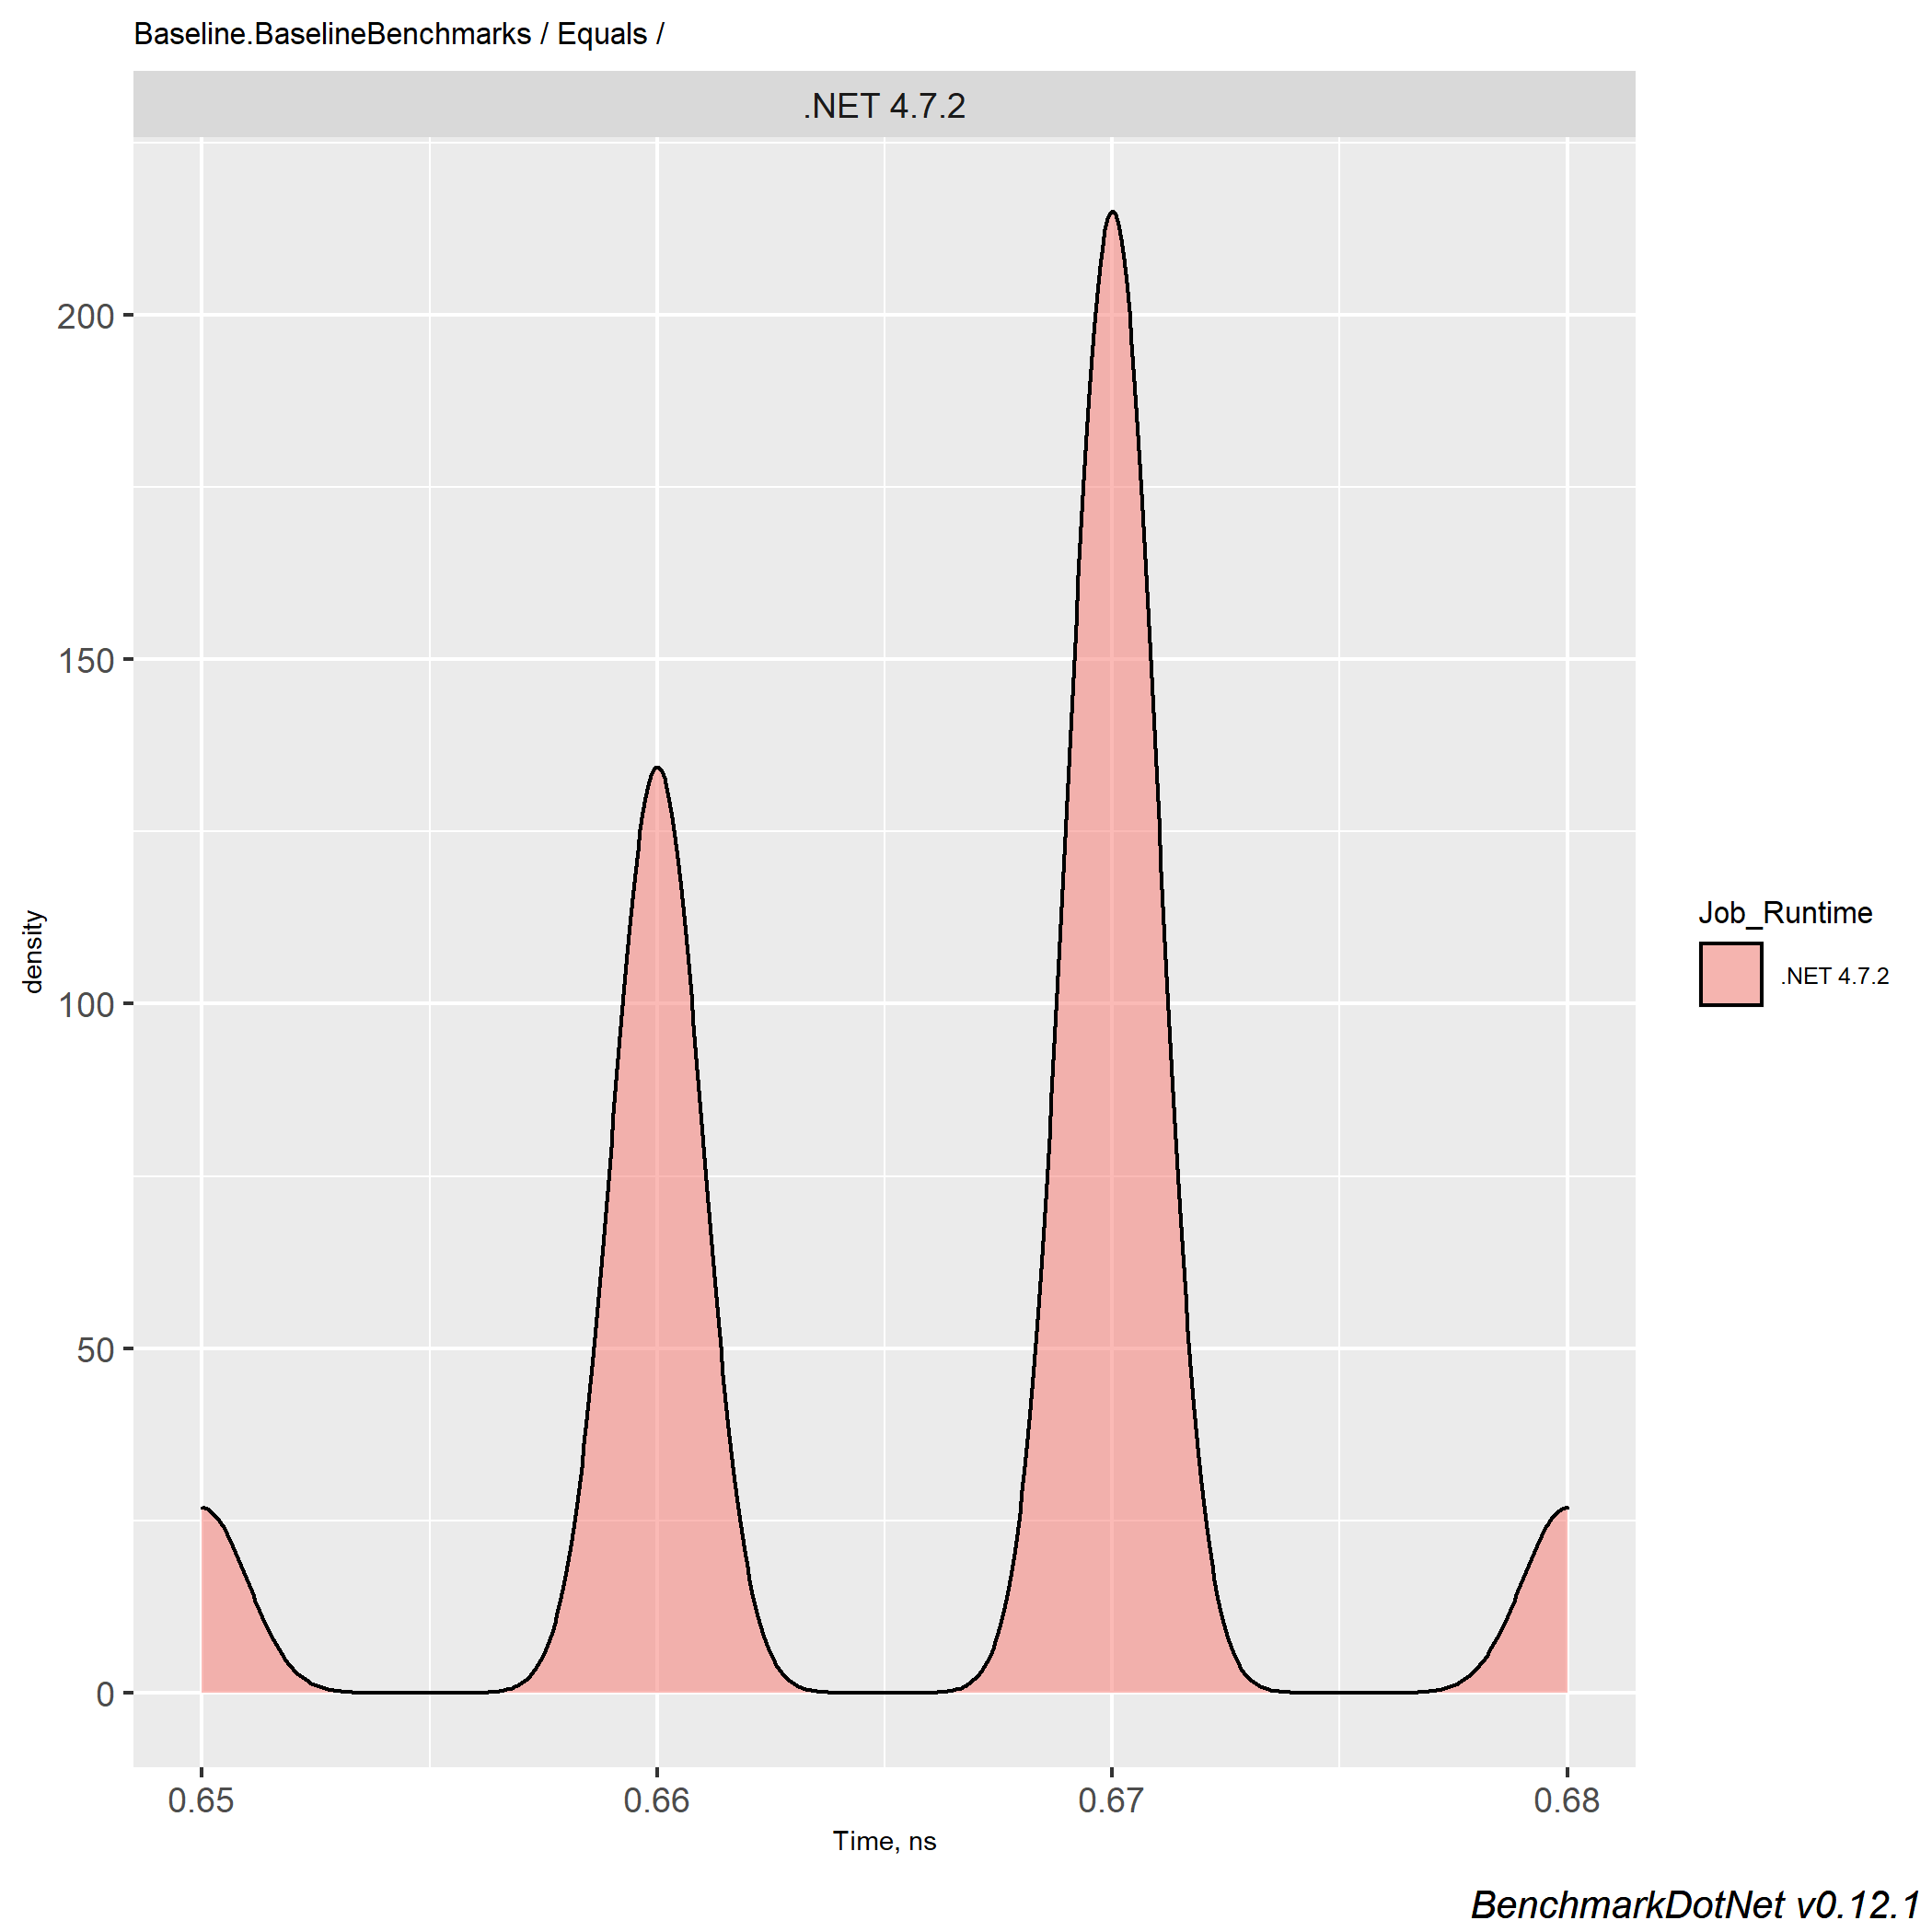 Baseline.BaselineBenchmarks / Equals /
.NET 4.7.2
200
150
100
50
0
density
0.65 0.66 0.67 0.68
Time, ns
Job_Runtime
.NET 4.7.2
BenchmarkDotNet v0.12.1